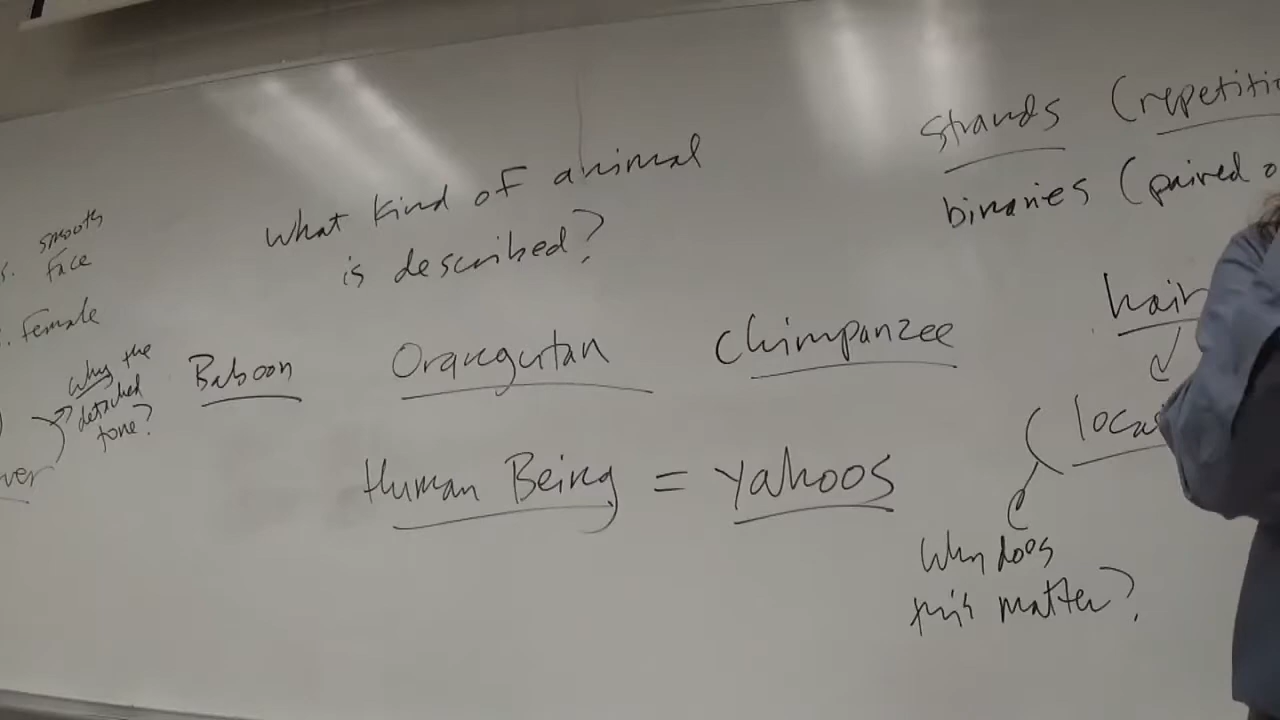 What kind of animal
is described?
strands (repetiti
binaries (paired o
smooth
face
female
Why the
detached
tone?
Baboon Orangutan Chimpanzee
hair
Human Being = Yahoos
(loca
Why does
this matter?
ver